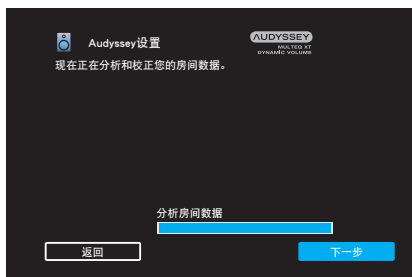 Audyssey设置
AUDYSSEY
MULTEQ XT
DYNAMIC VOLUME
现在正在分析和校正您的房间数据。
分析房间数据
返回
下一步